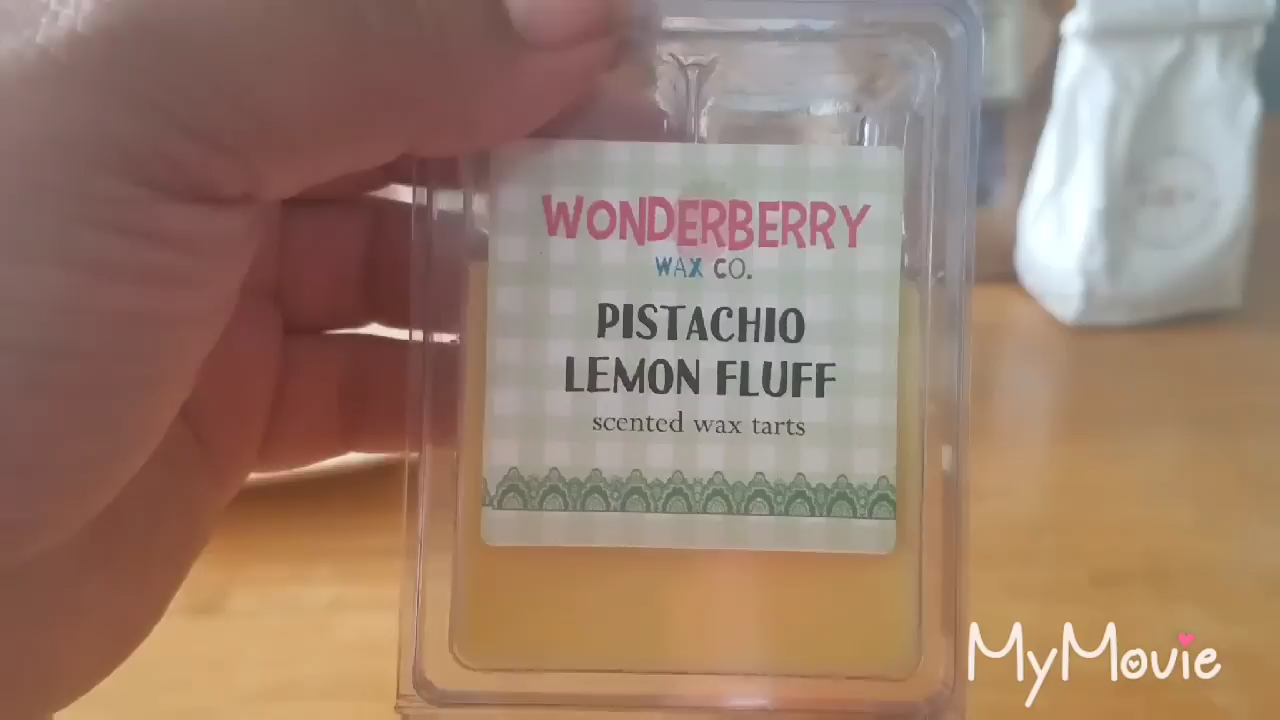 WONDERBERRY
WAX CO.
PISTACHIO
LEMON FLUFF
scented wax tarts
MyMovie